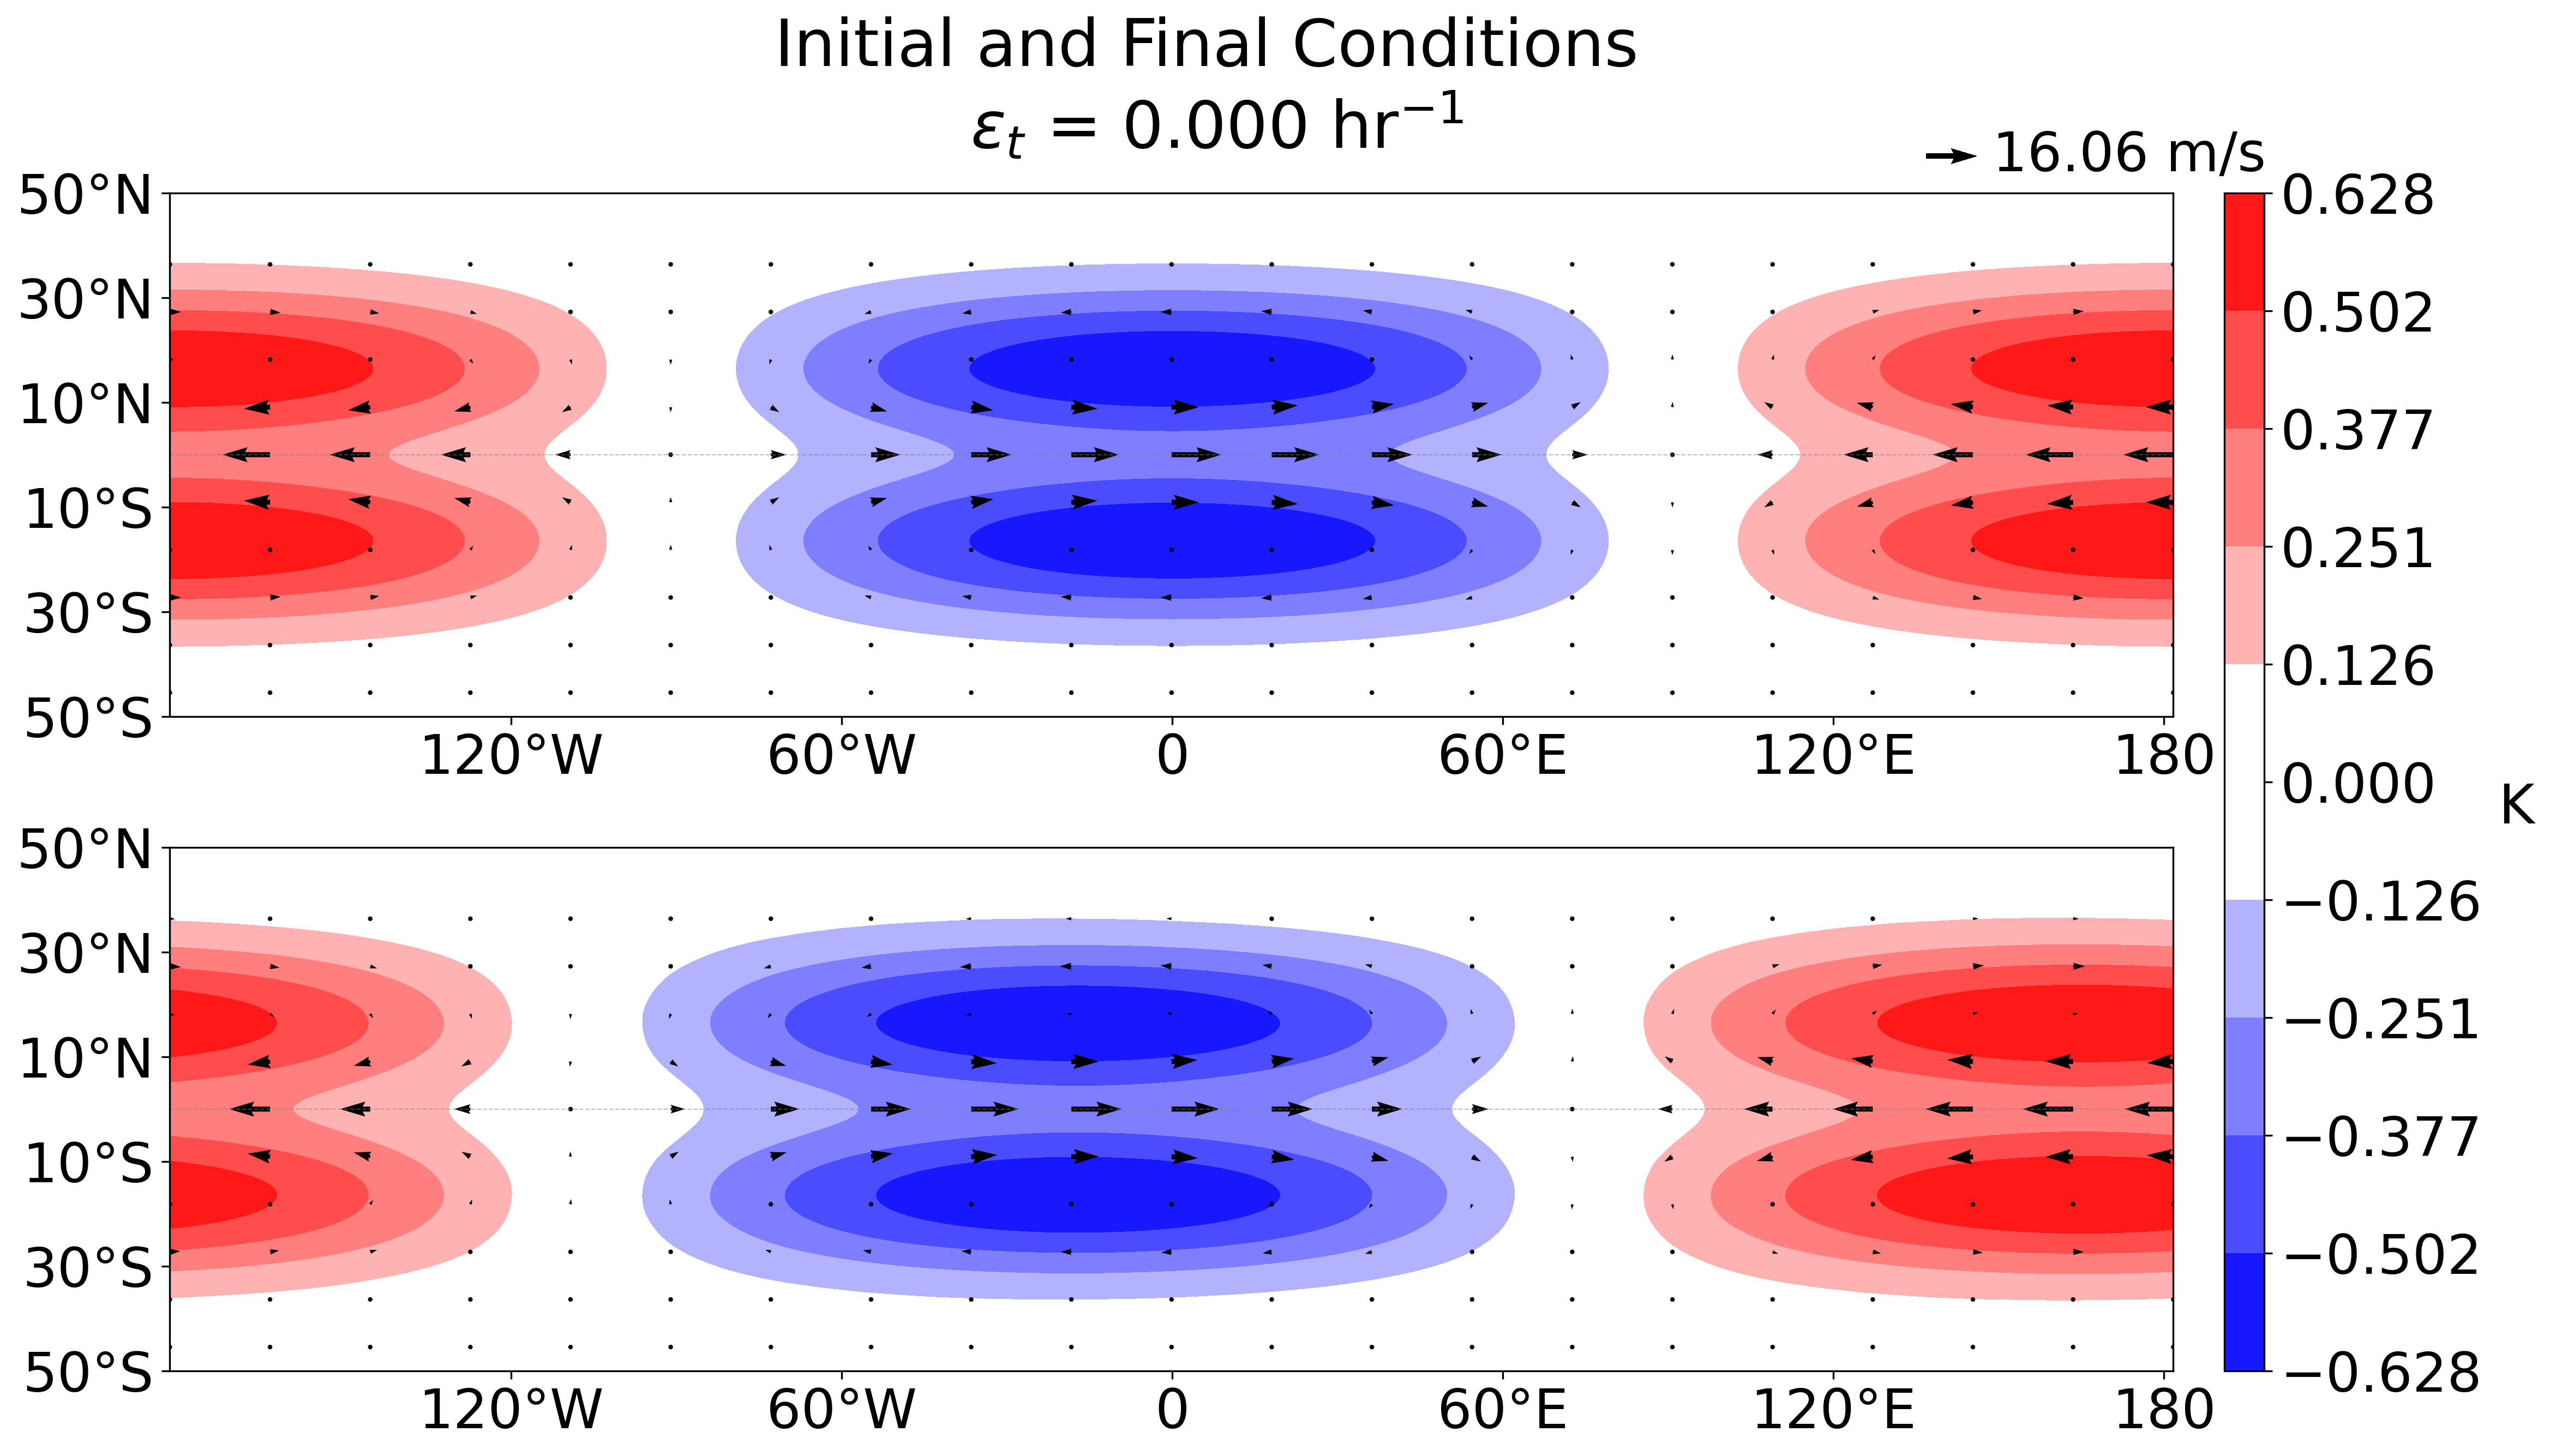 Initial and Final Conditions
εt = 0.000 hr−1
16.06 m/s
50°N
30°N
10°N
10°S
30°S
50°S
120°W 60°W 0 60°E 120°E 180
50°N
30°N
10°N
10°S
30°S
50°S
120°W 60°W 0 60°E 120°E 180
0.628
0.502
0.377
0.251
0.126
0.000
−0.126
−0.251
−0.377
−0.502
−0.628
K